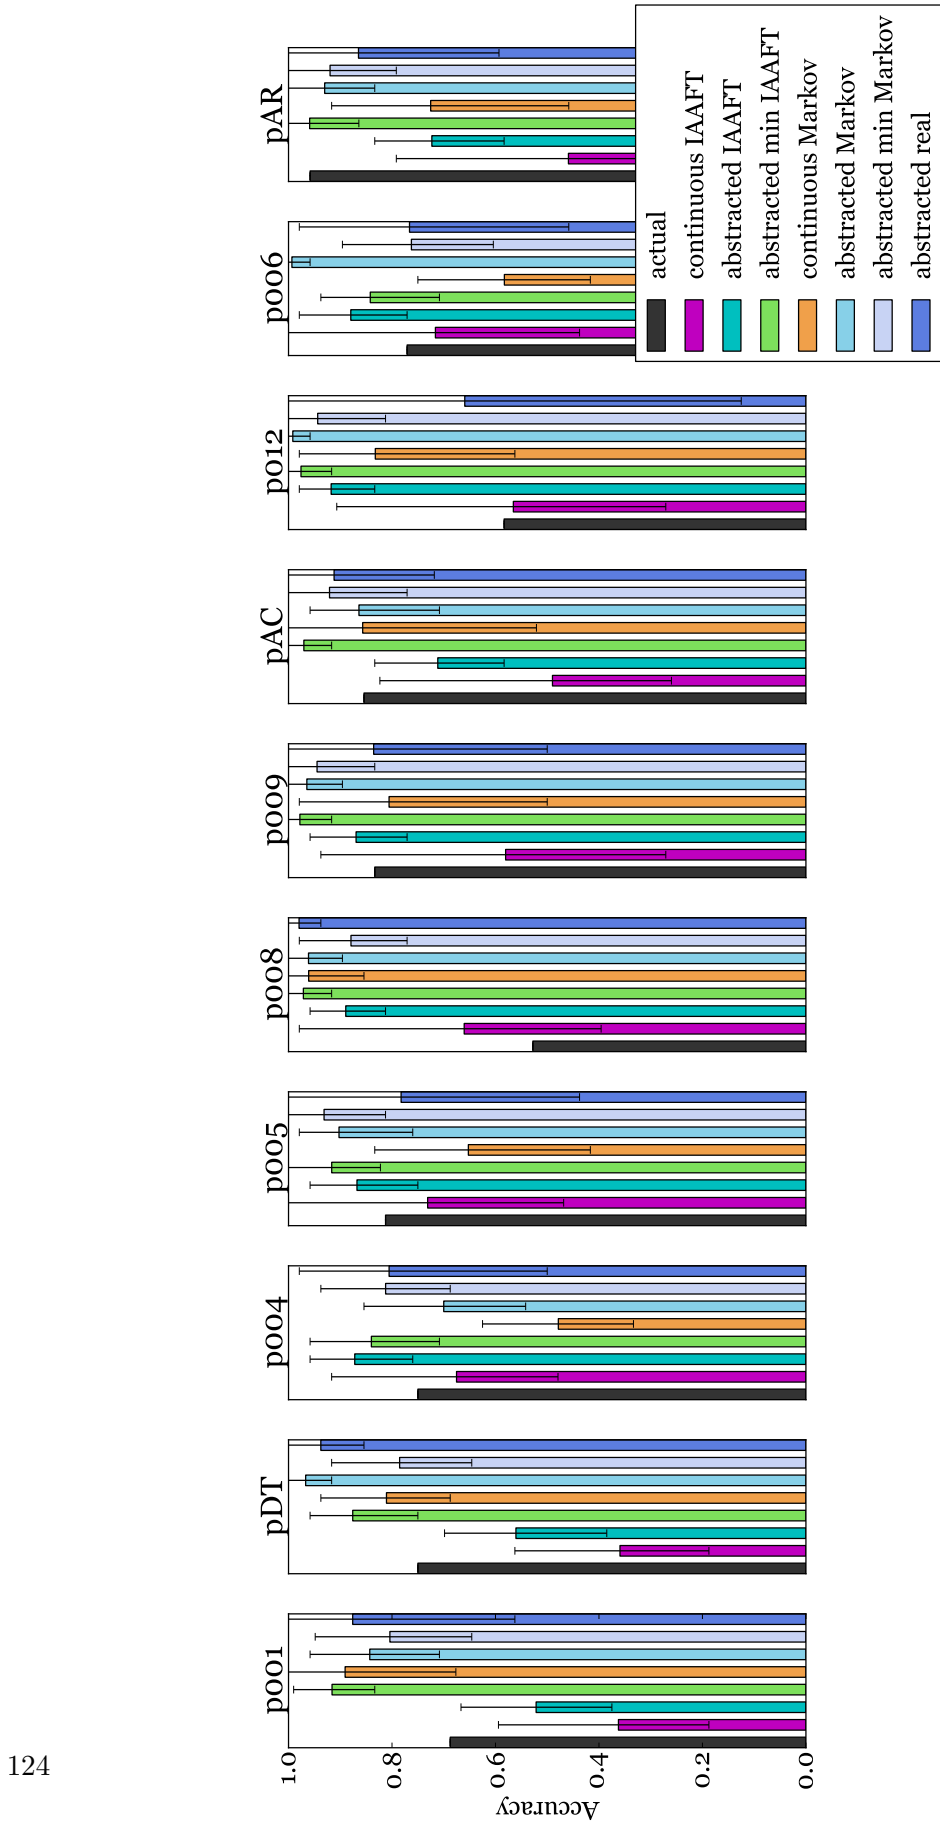 124
Accuracy
1.0
0.8
0.6
0.4
0.2
0.0
p001
pDT
p004
p005
p008
p009
pAC
p012
p006
pAR
actual
continuous IAAFT
abstracted IAAFT
abstracted min IAAFT
continuous Markov
abstracted Markov
abstracted min Markov
abstracted real